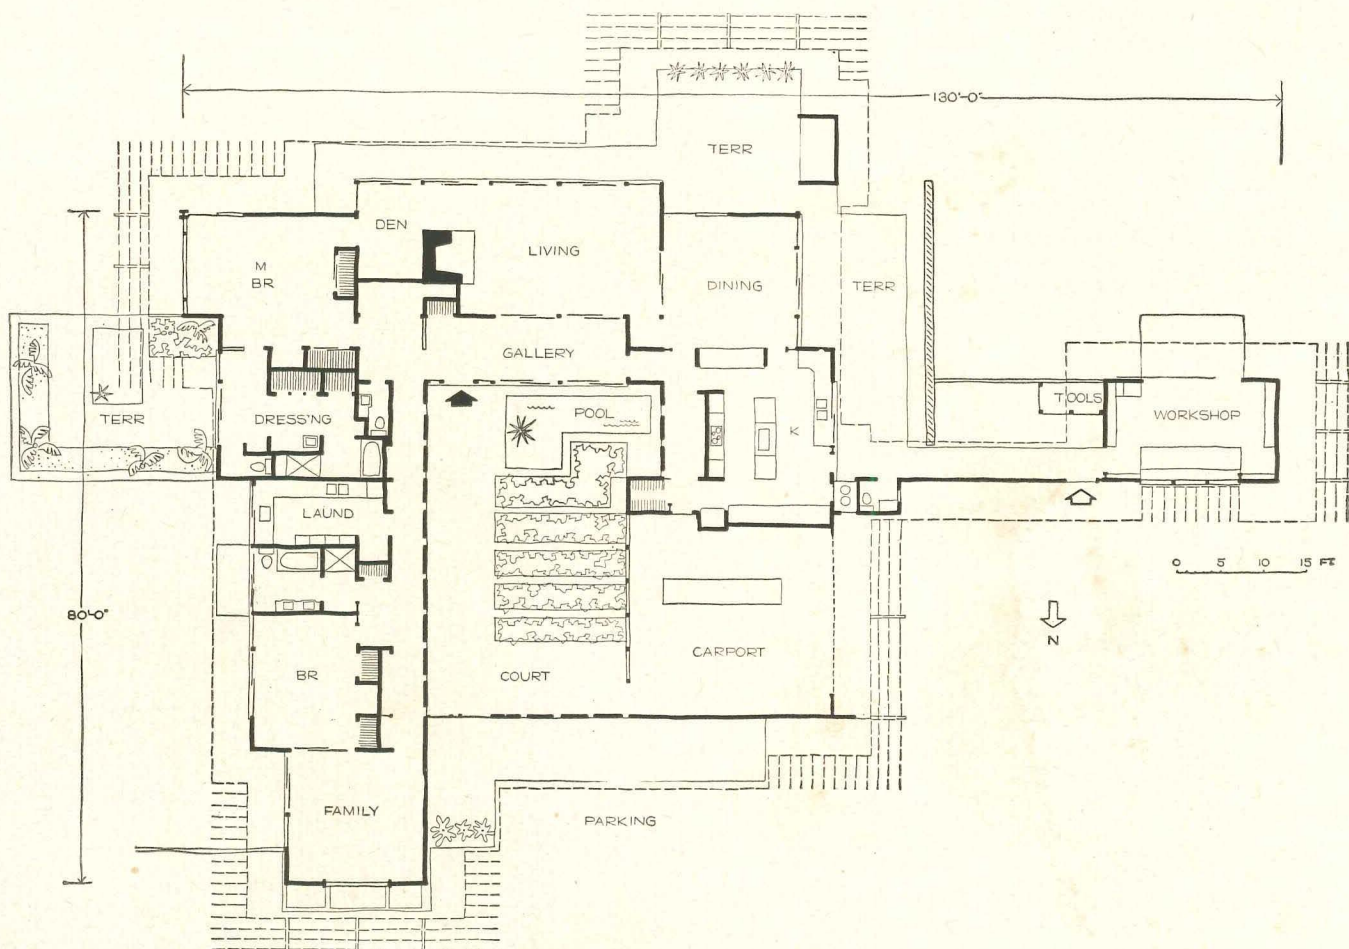 130'-0"
TERR
DEN
LIVING
M
BR
DINING
TERR
GALLERY
TERR
DRESS'NG
POOL
K
TOOLS
WORKSHOP
LAUND
0 5 10 15 FT
80'-0"
N
CARPORT
BR
COURT
FAMILY
PARKING